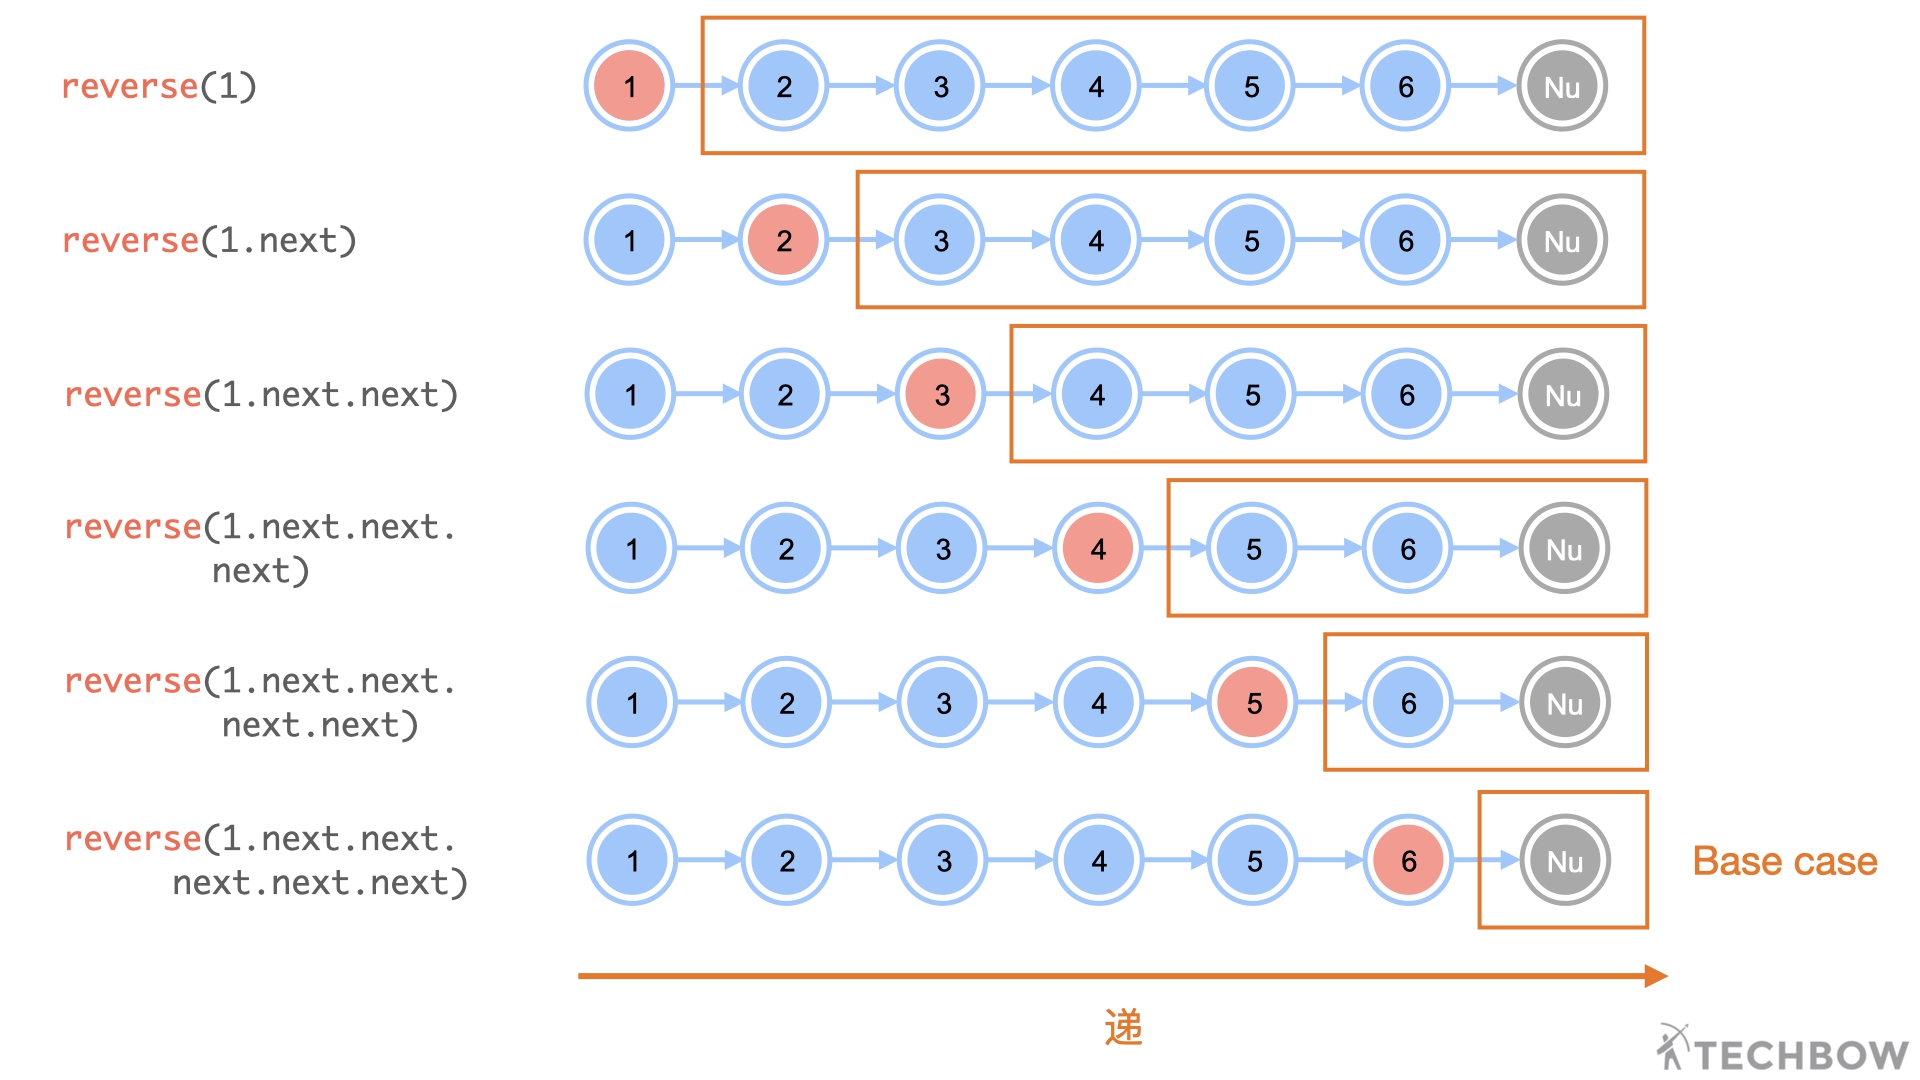 reverse(1) 1 2 3 4 5 6 Nu
reverse(1.next) 1 2 3 4 5 6 Nu
reverse(1.next.next) 1 2 3 4 5 6 Nu
reverse(1.next.next.
next) 1 2 3 4 5 6 Nu
reverse(1.next.next.
next.next) 1 2 3 4 5 6 Nu
reverse(1.next.next.
next.next.next) 1 2 3 4 5 6 Nu Base case
递
TECHBOW